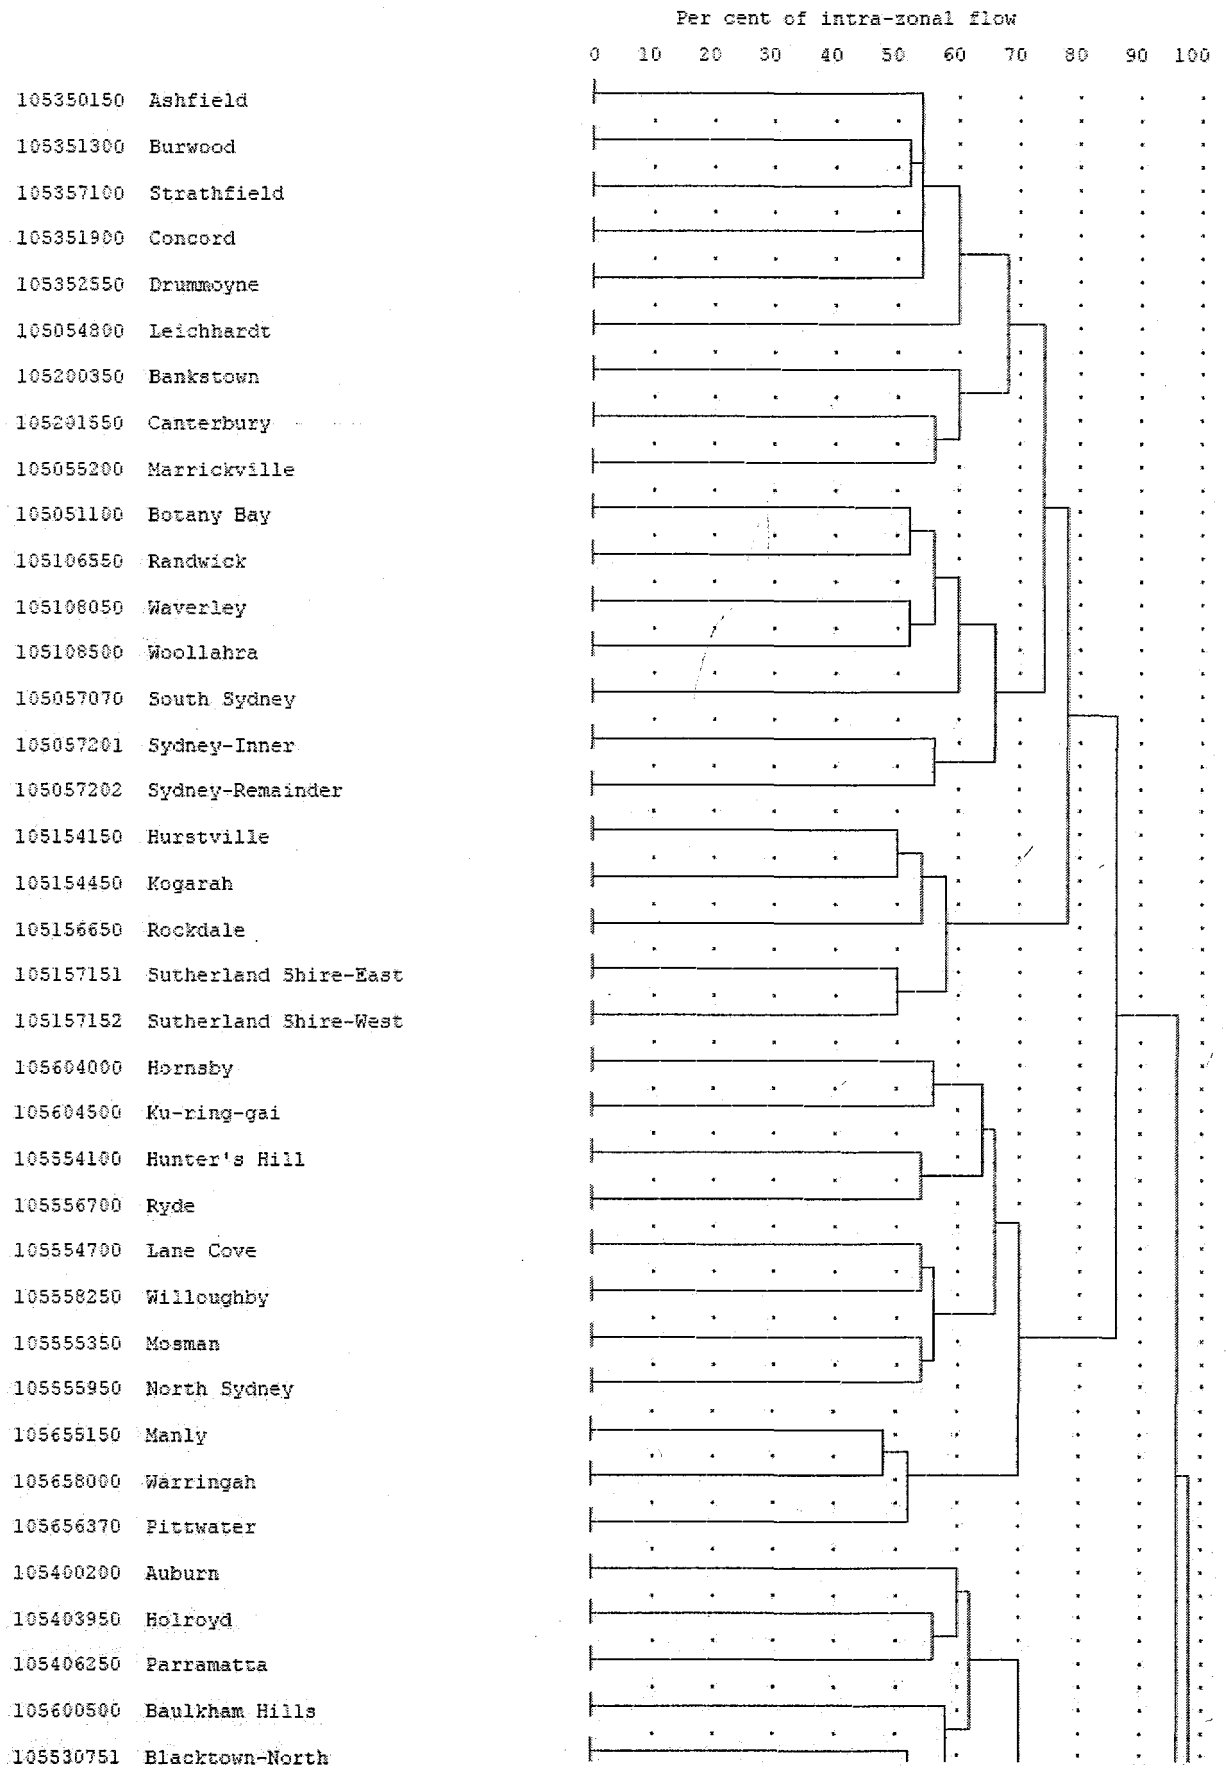 Per cent of intra-zonal flow
0 10 20 30 40 50 60 70 80 90 100
105350150 Ashfield
105351300 Burwood
105357100 Strathfield
105351900 Concord
105352550 Drummoyne
105054800 Leichhardt
105200350 Bankstown
105201550 Canterbury
105055200 Marrickville
105051100 Botany Bay
105106550 Randwick
105108050 Waverley
105108500 Woollahra
105057070 South Sydney
105057201 Sydney-Inner
105057202 Sydney-Remainder
105154150 Hurstville
105154450 Kogarah
105156650 Rockdale
105157151 Sutherland Shire-East
105157152 Sutherland Shire-West
105604000 Hornsby
105604500 Ku-ring-gai
105554100 Hunter's Hill
105556700 Ryde
105554700 Lane Cove
105558250 Willoughby
105555350 Mosman
105555950 North Sydney
105655150 Manly
105658000 Warringah
105656370 Pittwater
105400200 Auburn
105403950 Holroyd
105406250 Parramatta
105600500 Baulkham Hills
105530751 Blacktown-North